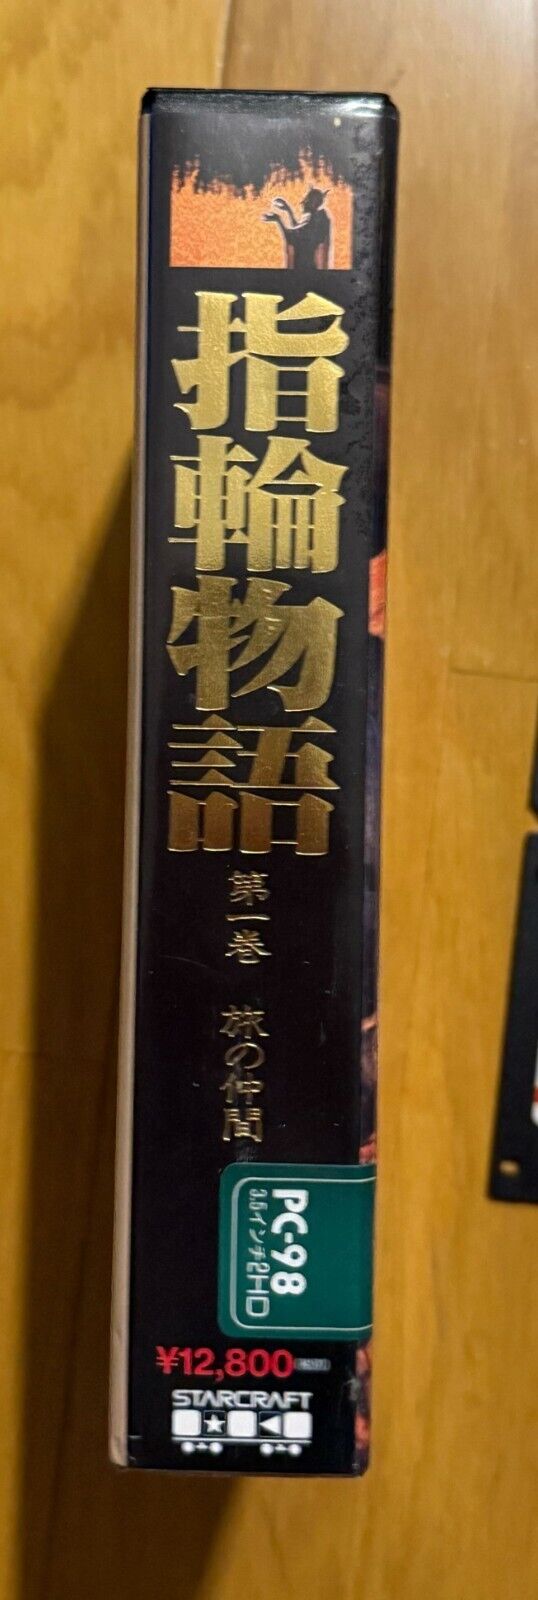 指輪物語
第一巻 旅の仲間
PC-98
3.5インチ2HD
¥12,800
STARCRAFT